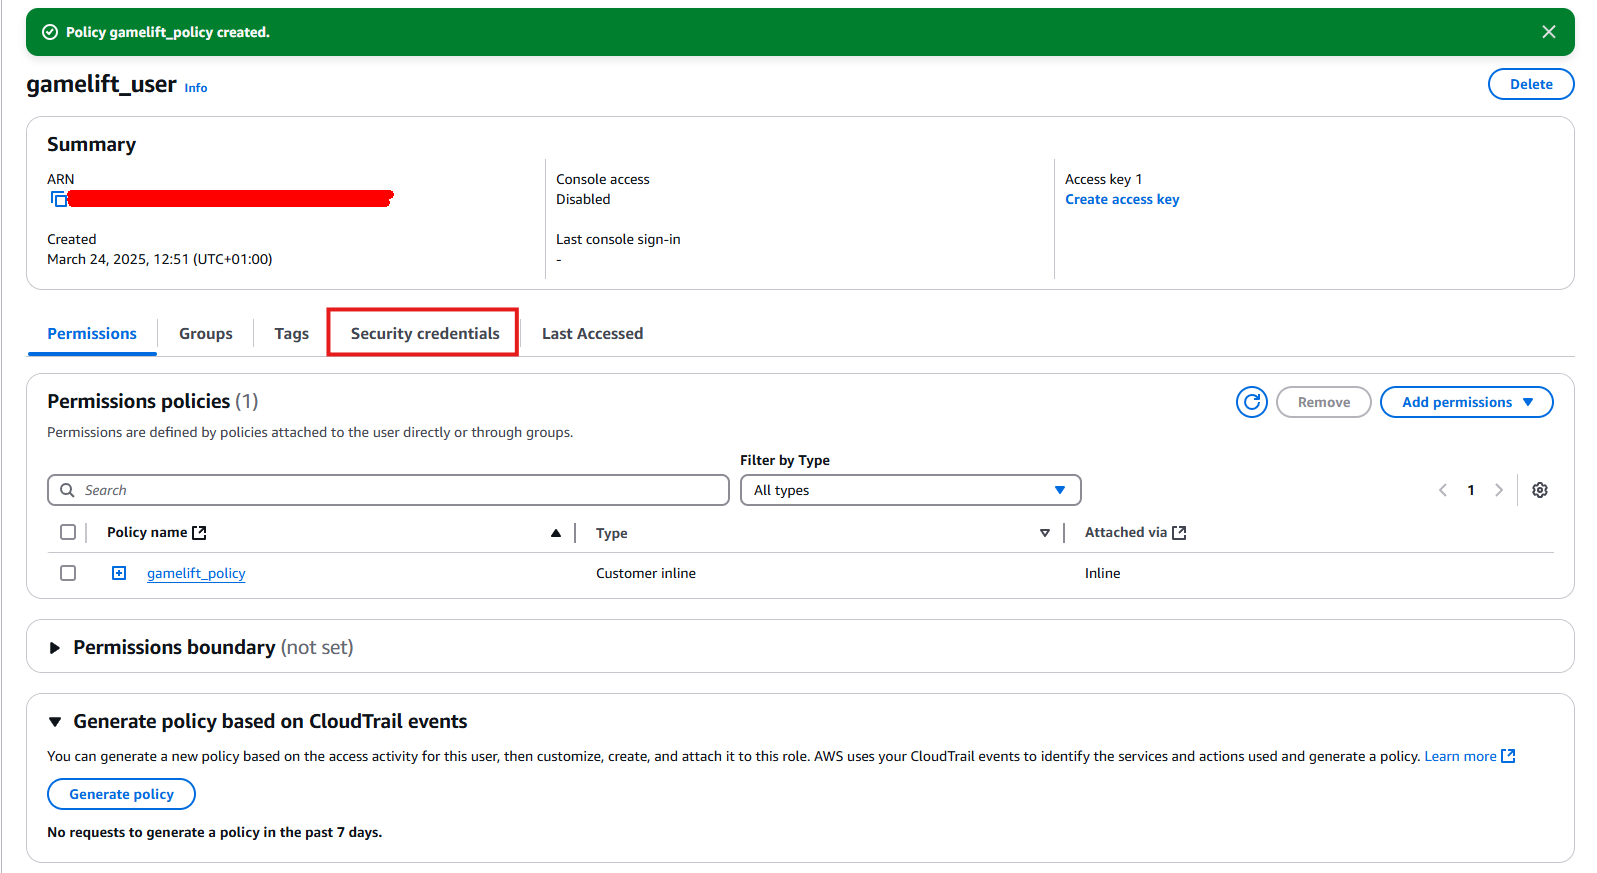 Policy gamelift_policy created.
gamelift_user Info
Delete
Summary
ARN
Created
March 24, 2025, 12:51 (UTC+01:00)
Console access
Disabled
Last console sign-in
-
Access key 1
Create access key
Permissions
Groups
Tags
Security credentials
Last Accessed
Permissions policies (1)
Permissions are defined by policies attached to the user directly or through groups.
Remove
Add permissions
Filter by Type
Search
All types
1
Policy name
Type
Attached via
gamelift_policy
Customer inline
Inline
Permissions boundary (not set)
Generate policy based on CloudTrail events
You can generate a new policy based on the access activity for this user, then customize, create, and attach it to this role. AWS uses your CloudTrail events to identify the services and actions used and generate a policy. Learn more
Generate policy
No requests to generate a policy in the past 7 days.